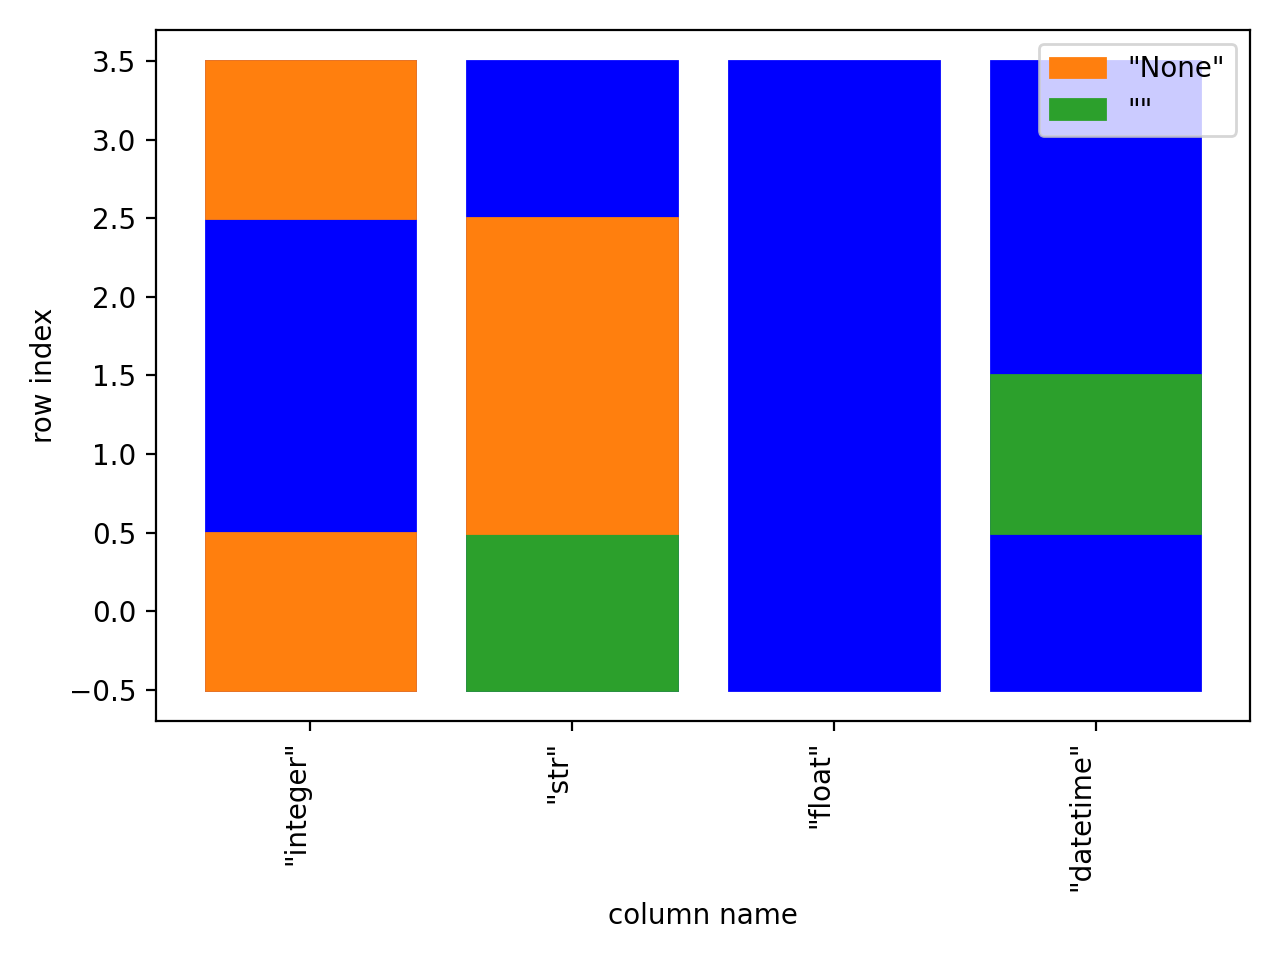 3.5
3.0
2.5
2.0
1.5
1.0
0.5
0.0
−0.5
row index
"None"
""
"integer"
"str"
"float"
"datetime"
column name